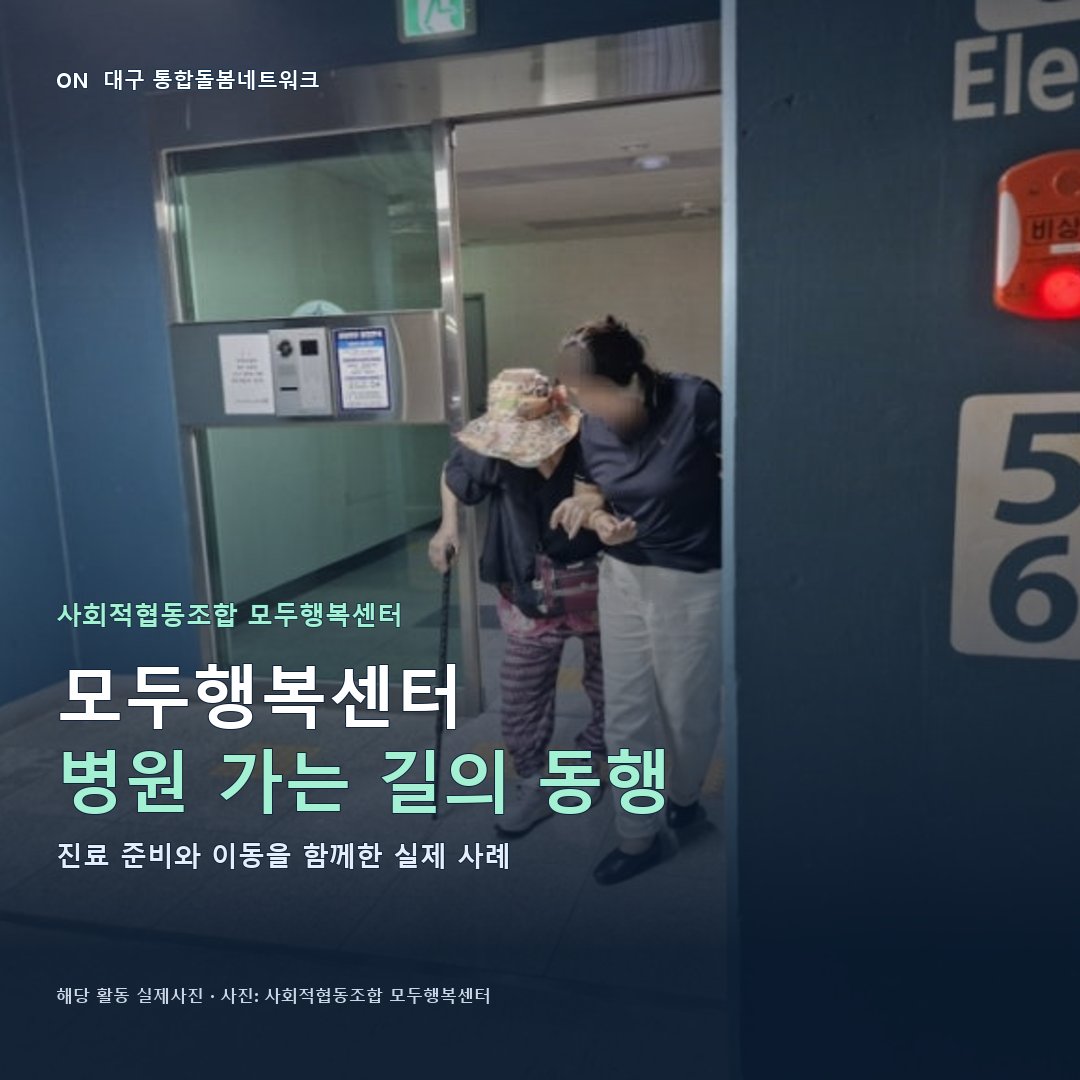 ON 대구 통합돌봄네트워크
Ele
비상
5
6
사회적협동조합 모두행복센터
모두행복센터
병원 가는 길의 동행
진료 준비와 이동을 함께한 실제 사례
해당 활동 실제사진 · 사진: 사회적협동조합 모두행복센터